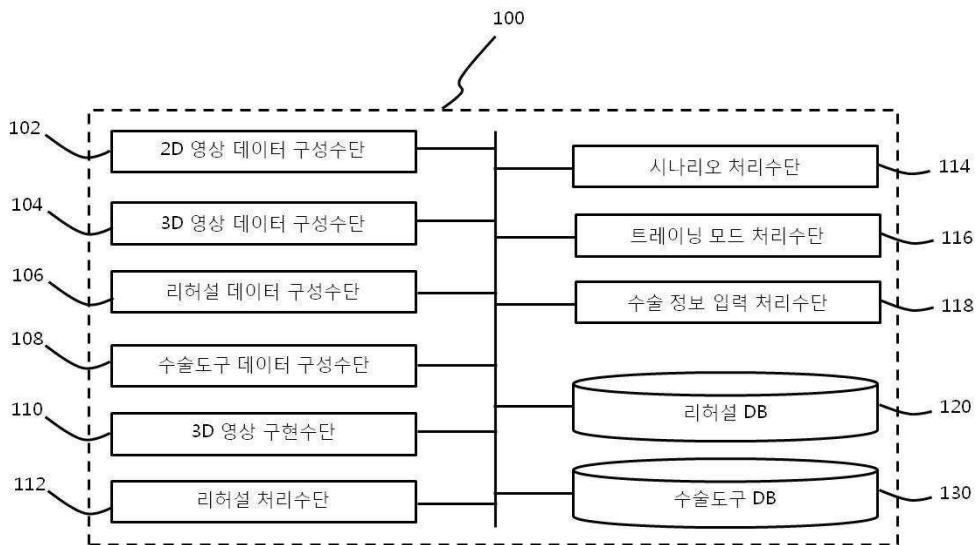 100
102
2D 영상 데이터 구성수단
104
3D 영상 데이터 구성수단
106
리허설 데이터 구성수단
108
수술도구 데이터 구성수단
110
3D 영상 구현수단
112
리허설 처리수단
시나리오 처리수단
114
트레이닝 모드 처리수단
116
수술 정보 입력 처리수단
118
리허설 DB
120
수술도구 DB
130